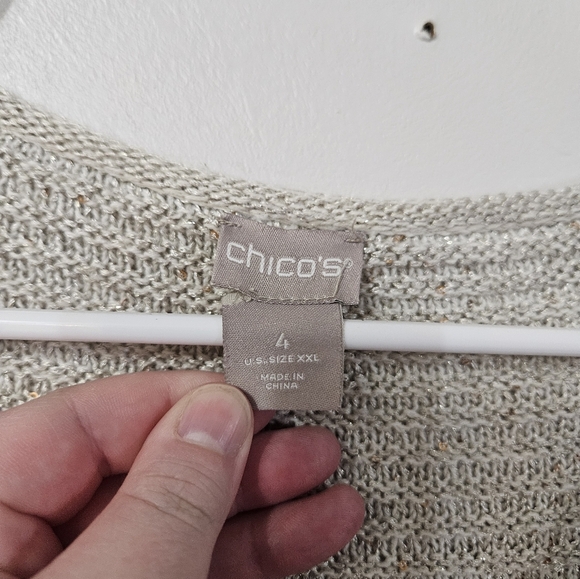 chico's®
4
U.S. SIZE XXL
MADE IN
CHINA